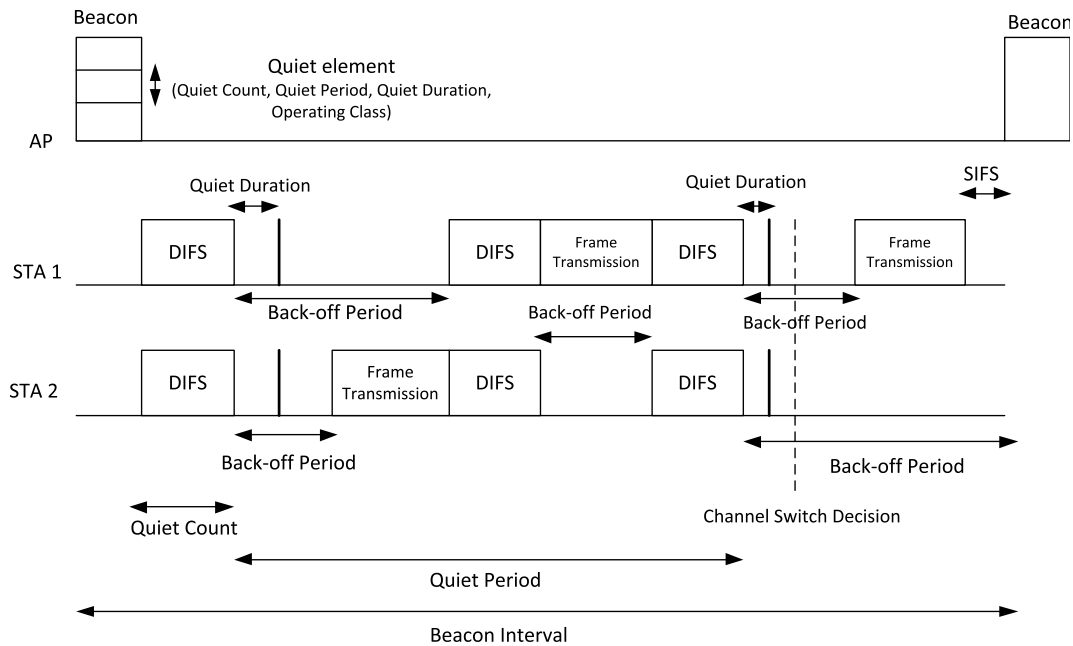 Beacon
Beacon
Quiet element
(Quiet Count, Quiet Period, Quiet Duration,
Operating Class)
AP
SIFS
Quiet Duration
Quiet Duration
DIFS
DIFS
Frame
Transmission
DIFS
Frame
Transmission
STA 1
Back-off Period
Back-off Period
Back-off Period
DIFS
Frame
Transmission
DIFS
DIFS
STA 2
Back-off Period
Back-off Period
Quiet Count
Channel Switch Decision
Quiet Period
Beacon Interval